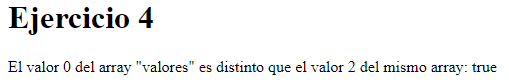 Ejercicio 4
El valor 0 del array "valores" es distinto que el valor 2 del mismo array: true